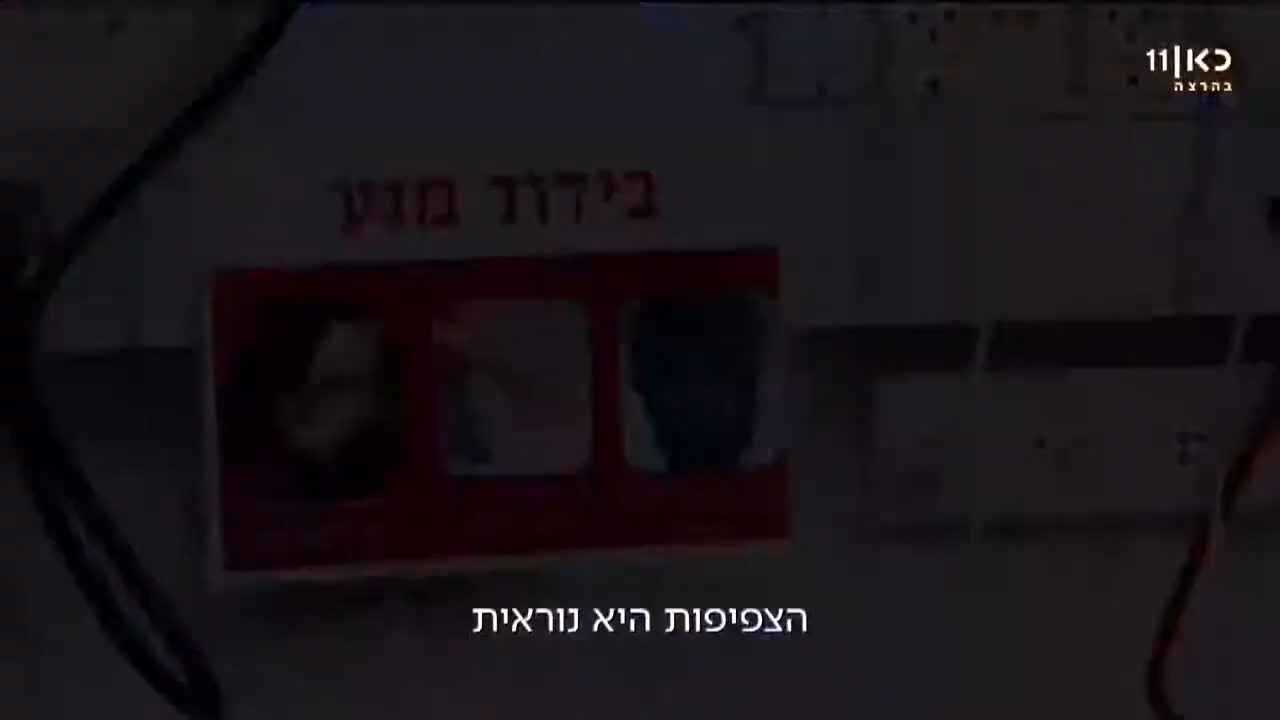 כאן 11
בהרצה
בידוד מגע
הצפיפות היא נוראית